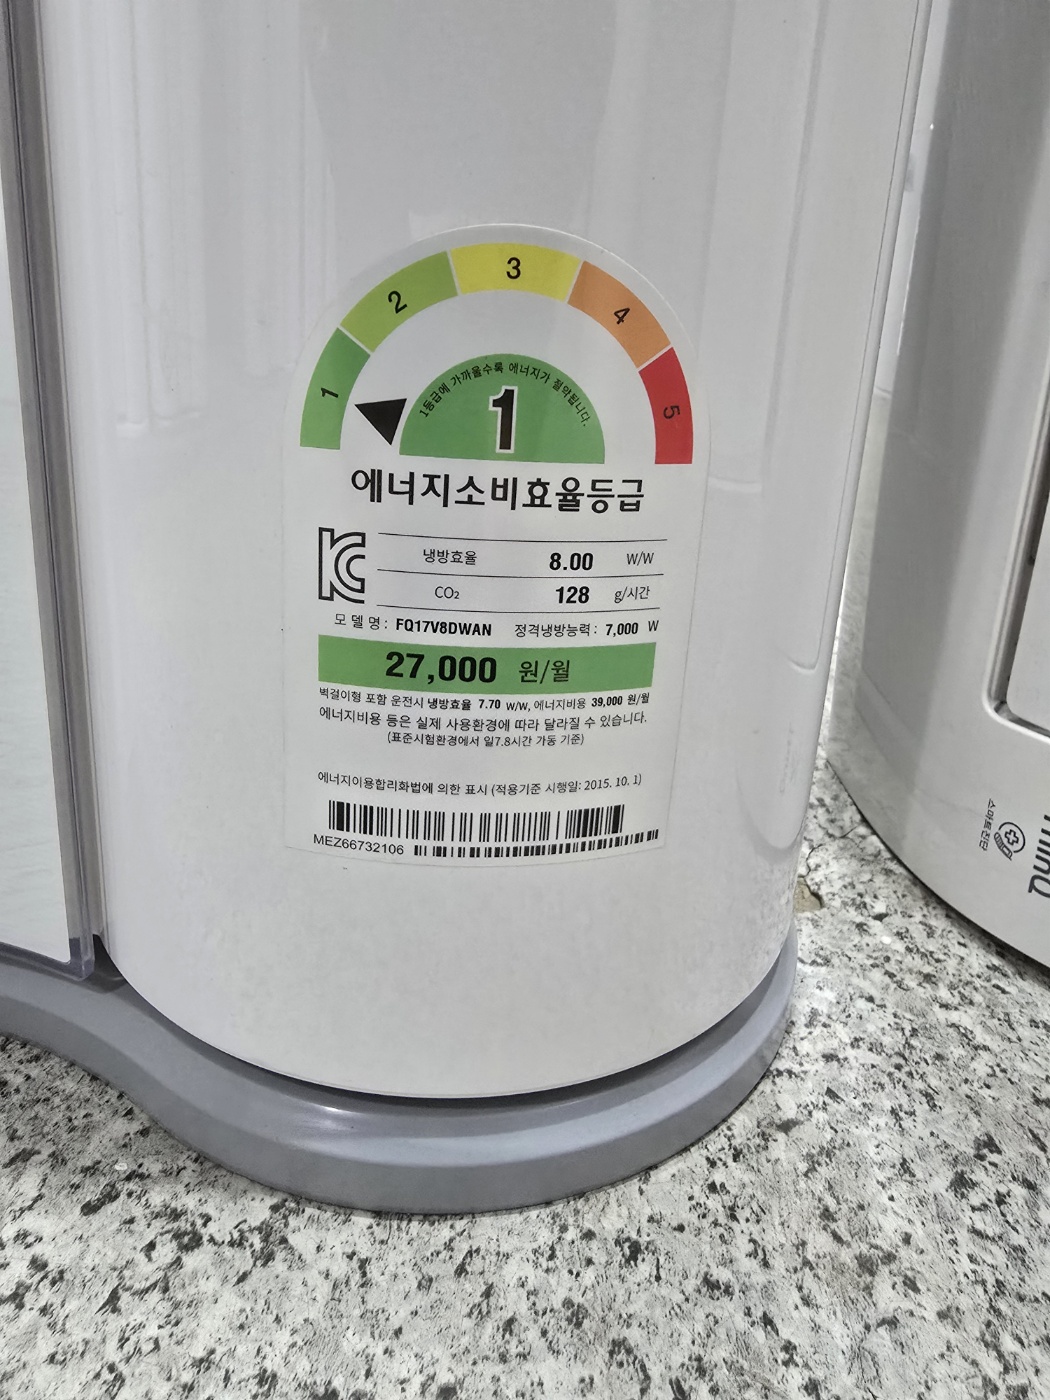 1
2
3
4
5
1등급에 가까울수록 에너지가 절약됩니다.
1
에너지소비효율등급
냉방효율 8.00 W/W
CO₂ 128 g/시간
모델명: FQ17V8DWAN 정격냉방능력: 7,000 W
27,000 원/월
벽걸이형 포함 운전시 냉방효율 7.70 W/W, 에너지비용 39,000 원/월
에너지비용 등은 실제 사용환경에 따라 달라질 수 있습니다.
(표준시험환경에서 일7.8시간 가동 기준)
에너지이용합리화법에 의한 표시 (적용기준 시행일: 2015. 10. 1)
MEZ66732106
스마트진단